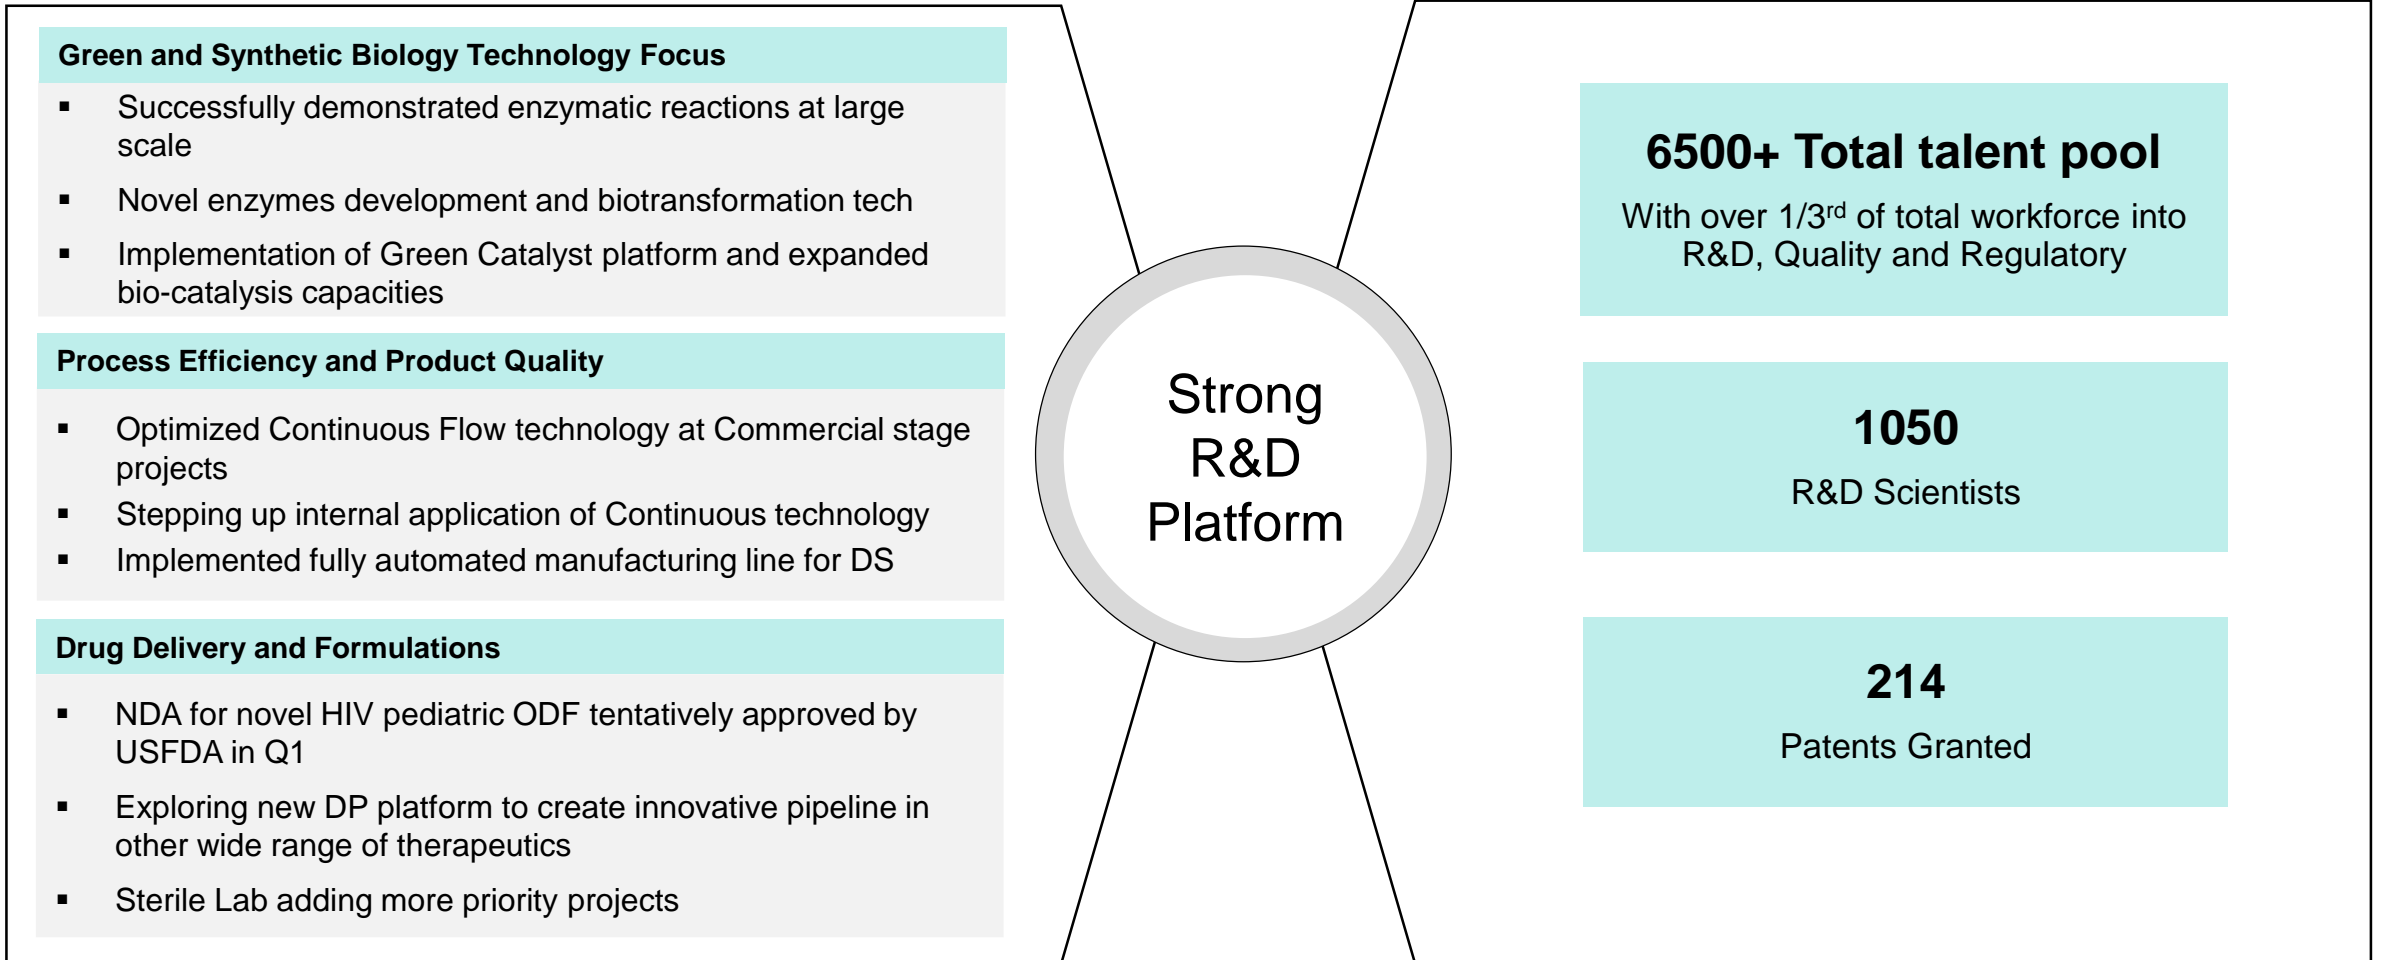 Green and Synthetic Biology Technology Focus
▪ Successfully demonstrated enzymatic reactions at large
scale
▪ Novel enzymes development and biotransformation tech
▪ Implementation of Green Catalyst platform and expanded
bio-catalysis capacities
Process Efficiency and Product Quality
▪ Optimized Continuous Flow technology at Commercial stage
projects
▪ Stepping up internal application of Continuous technology
▪ Implemented fully automated manufacturing line for DS
Drug Delivery and Formulations
▪ NDA for novel HIV pediatric ODF tentatively approved by
USFDA in Q1
▪ Exploring new DP platform to create innovative pipeline in
other wide range of therapeutics
▪ Sterile Lab adding more priority projects
Strong
R&D
Platform
6500+ Total talent pool
With over 1/3rd of total workforce into
R&D, Quality and Regulatory
1050
R&D Scientists
214
Patents Granted